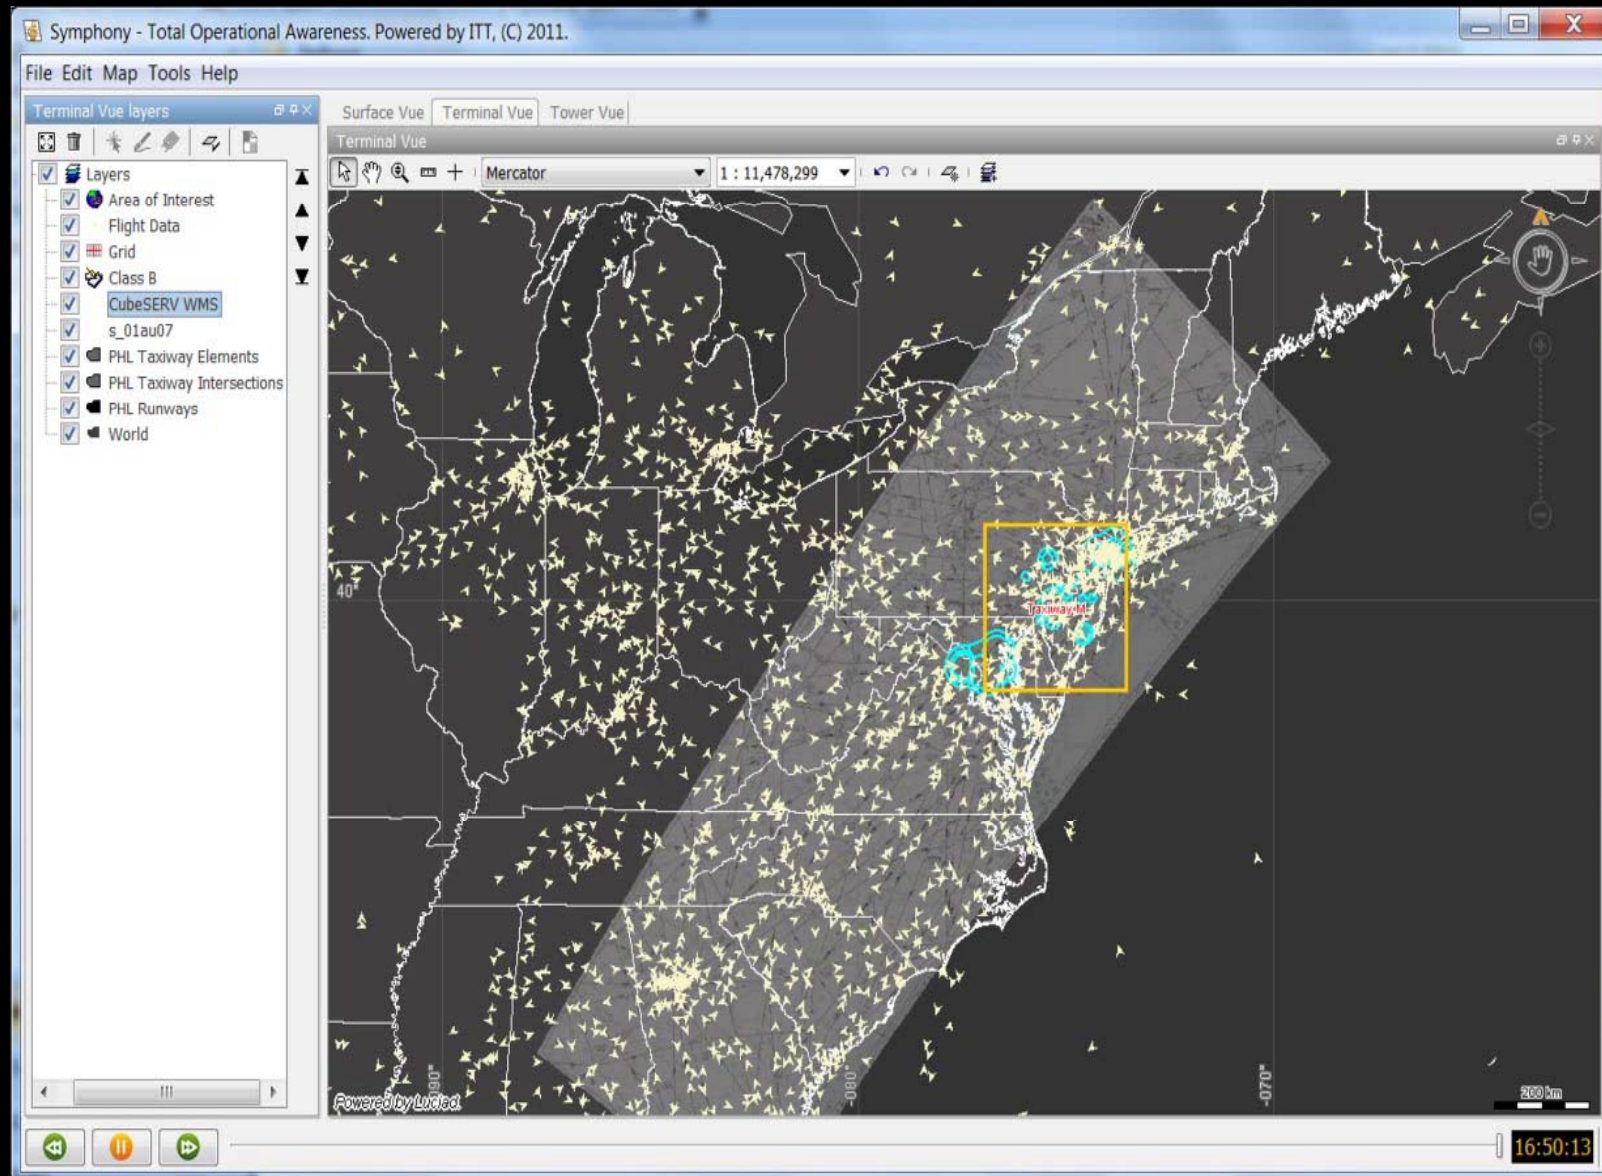 Symphony - Total Operational Awareness. Powered by ITT, (C) 2011.
File Edit Map Tools Help
Terminal Vue layers
Layers
Area of Interest
Flight Data
Grid
Class B
CubeSERV WMS
s_01au07
PHL Taxiway Elements
PHL Taxiway Intersections
PHL Runways
World
Surface Vue Terminal Vue Tower Vue
Terminal Vue
Mercator 1 : 11,478,299
40°
Taxiway M
-090°
-080°
-070°
Powered by Luciad
200 km
16:50:13